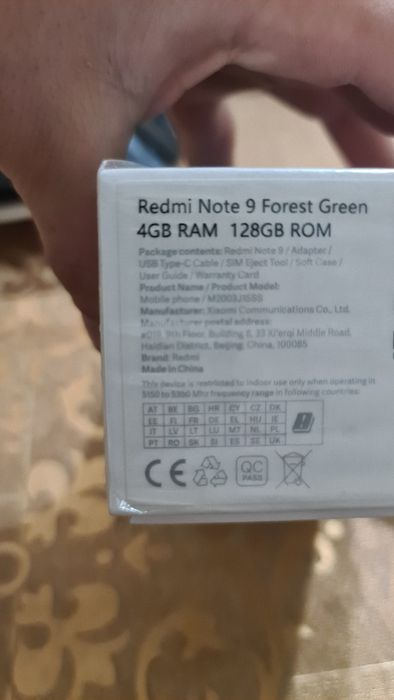 Redmi Note 9 Forest Green
4GB RAM 128GB ROM
Package contents: Redmi Note 9 / Adapter /
USB Type-C Cable / SIM Eject Tool / Soft Case /
User Guide / Warranty Card
Product Name / Product Model:
Mobile phone / M2003J15SS
Manufacturer: Xiaomi Communications Co., Ltd.
Manufacturer postal address:
#019, 9th Floor, Building 6, 33 Xi'erqi Middle Road,
Haidian District, Beijing, China, 100085
Brand: Redmi
Made in China
This device is restricted to indoor use only when operating in
5150 to 5350 Mhz frequency range in following countries:
AT BE BG HR CY CZ DK
EE FI FR DE EL HU IE
IT LV LT LU MT NL PL
PT RO SK SI ES SE UK
CE
QC
PASS